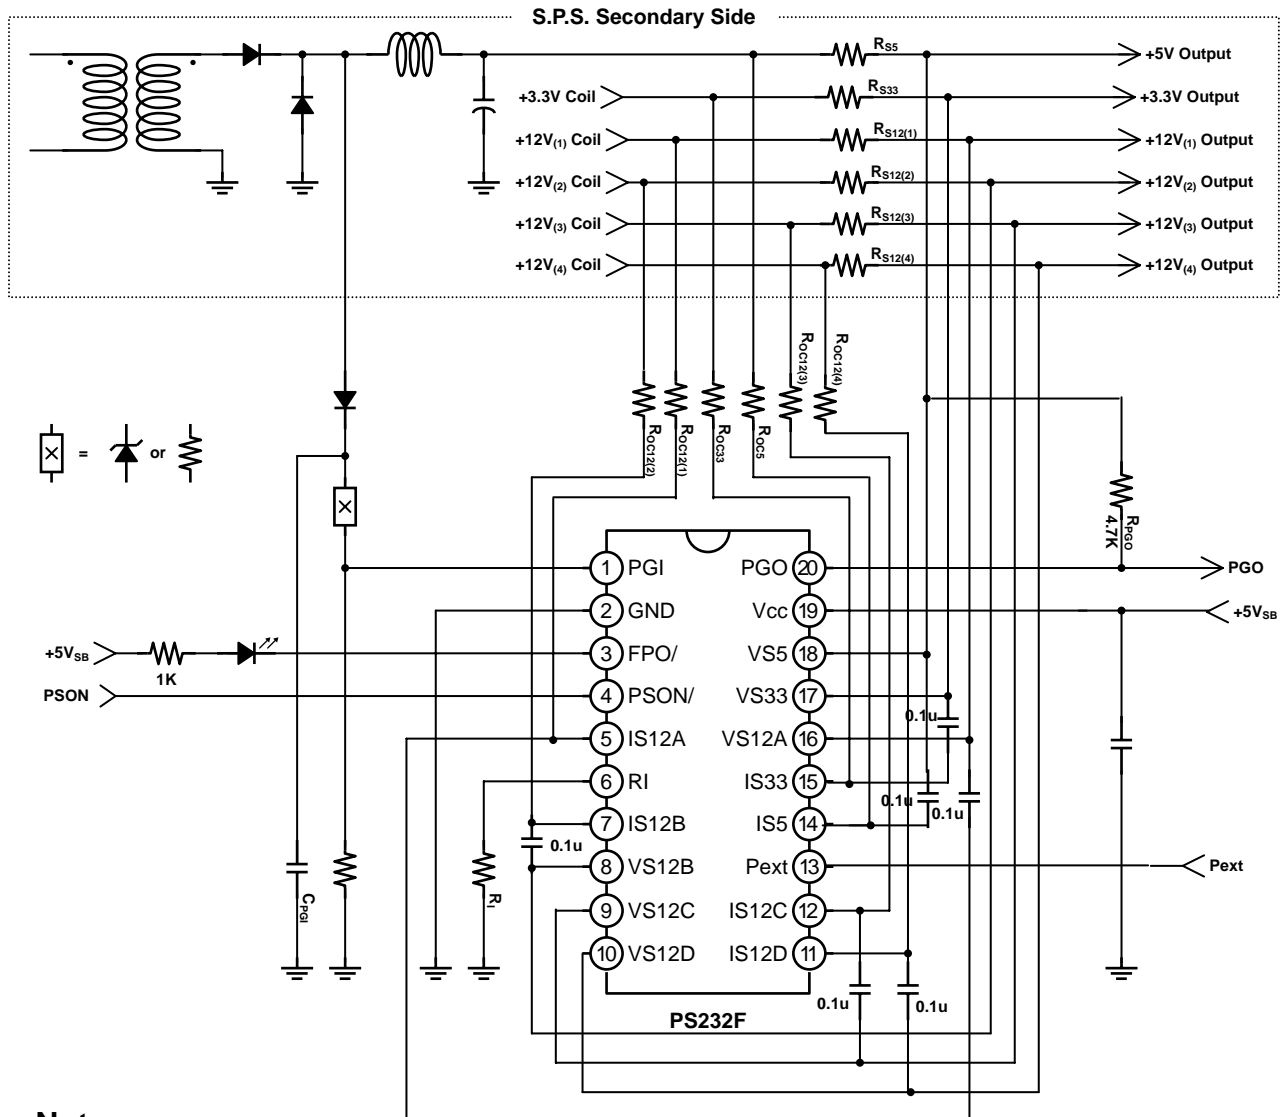 S.P.S. Secondary Side
RS5
+5V Output
+3.3V Coil
RS33
+3.3V Output
+12V(1) Coil
RS12(1)
+12V(1) Output
+12V(2) Coil
RS12(2)
+12V(2) Output
+12V(3) Coil
RS12(3)
+12V(3) Output
+12V(4) Coil
RS12(4)
+12V(4) Output
ROC12(3)
ROC12(4)
ROC12(2)
ROC12(1)
ROC33
ROC5
= or
RPGO
4.7K
1 PGI
PGO 20
PGO
2 GND
Vcc 19
+5VSB
+5VSB
1K
3 FPO/
VS5 18
PSON
4 PSON/
VS33 17
0.1u
5 IS12A
VS12A 16
6 RI
IS33 15
0.1u
0.1u
7 IS12B
IS5 14
0.1u
8 VS12B
Pext 13
Pext
CPGI
RI
9 VS12C
IS12C 12
10 VS12D
IS12D 11
0.1u
0.1u
PS232F